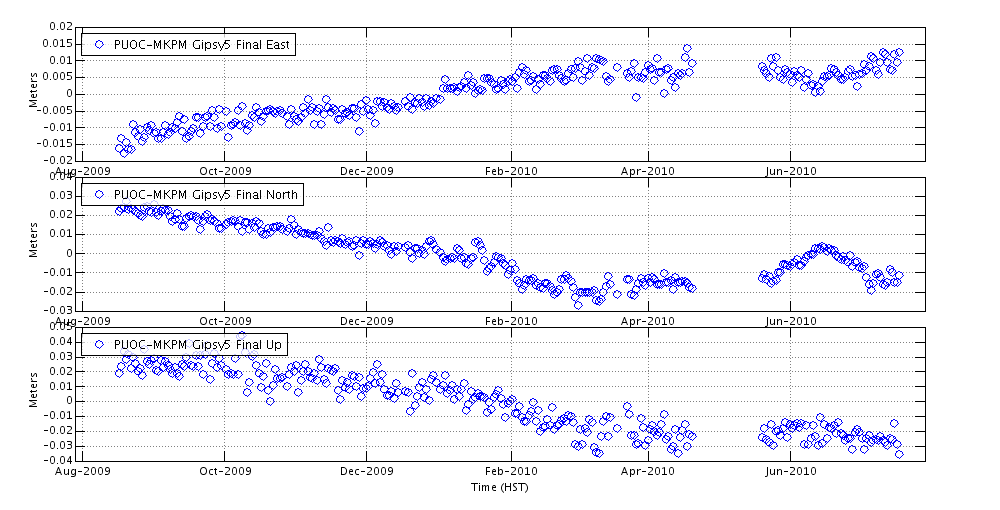 0.02
PUOC-MKPM Gipsy5 Final East
0.015
0.01
0.005
0
-0.005
-0.01
-0.015
-0.02
Meters
Aug-2009 Oct-2009 Dec-2009 Feb-2010 Apr-2010 Jun-2010
0.04
PUOC-MKPM Gipsy5 Final North
0.03
0.02
0.01
0
-0.01
-0.02
-0.03
Meters
Aug-2009 Oct-2009 Dec-2009 Feb-2010 Apr-2010 Jun-2010
0.05
PUOC-MKPM Gipsy5 Final Up
0.04
0.03
0.02
0.01
0
-0.01
-0.02
-0.03
-0.04
Meters
Aug-2009 Oct-2009 Dec-2009 Feb-2010 Apr-2010 Jun-2010
Time (HST)